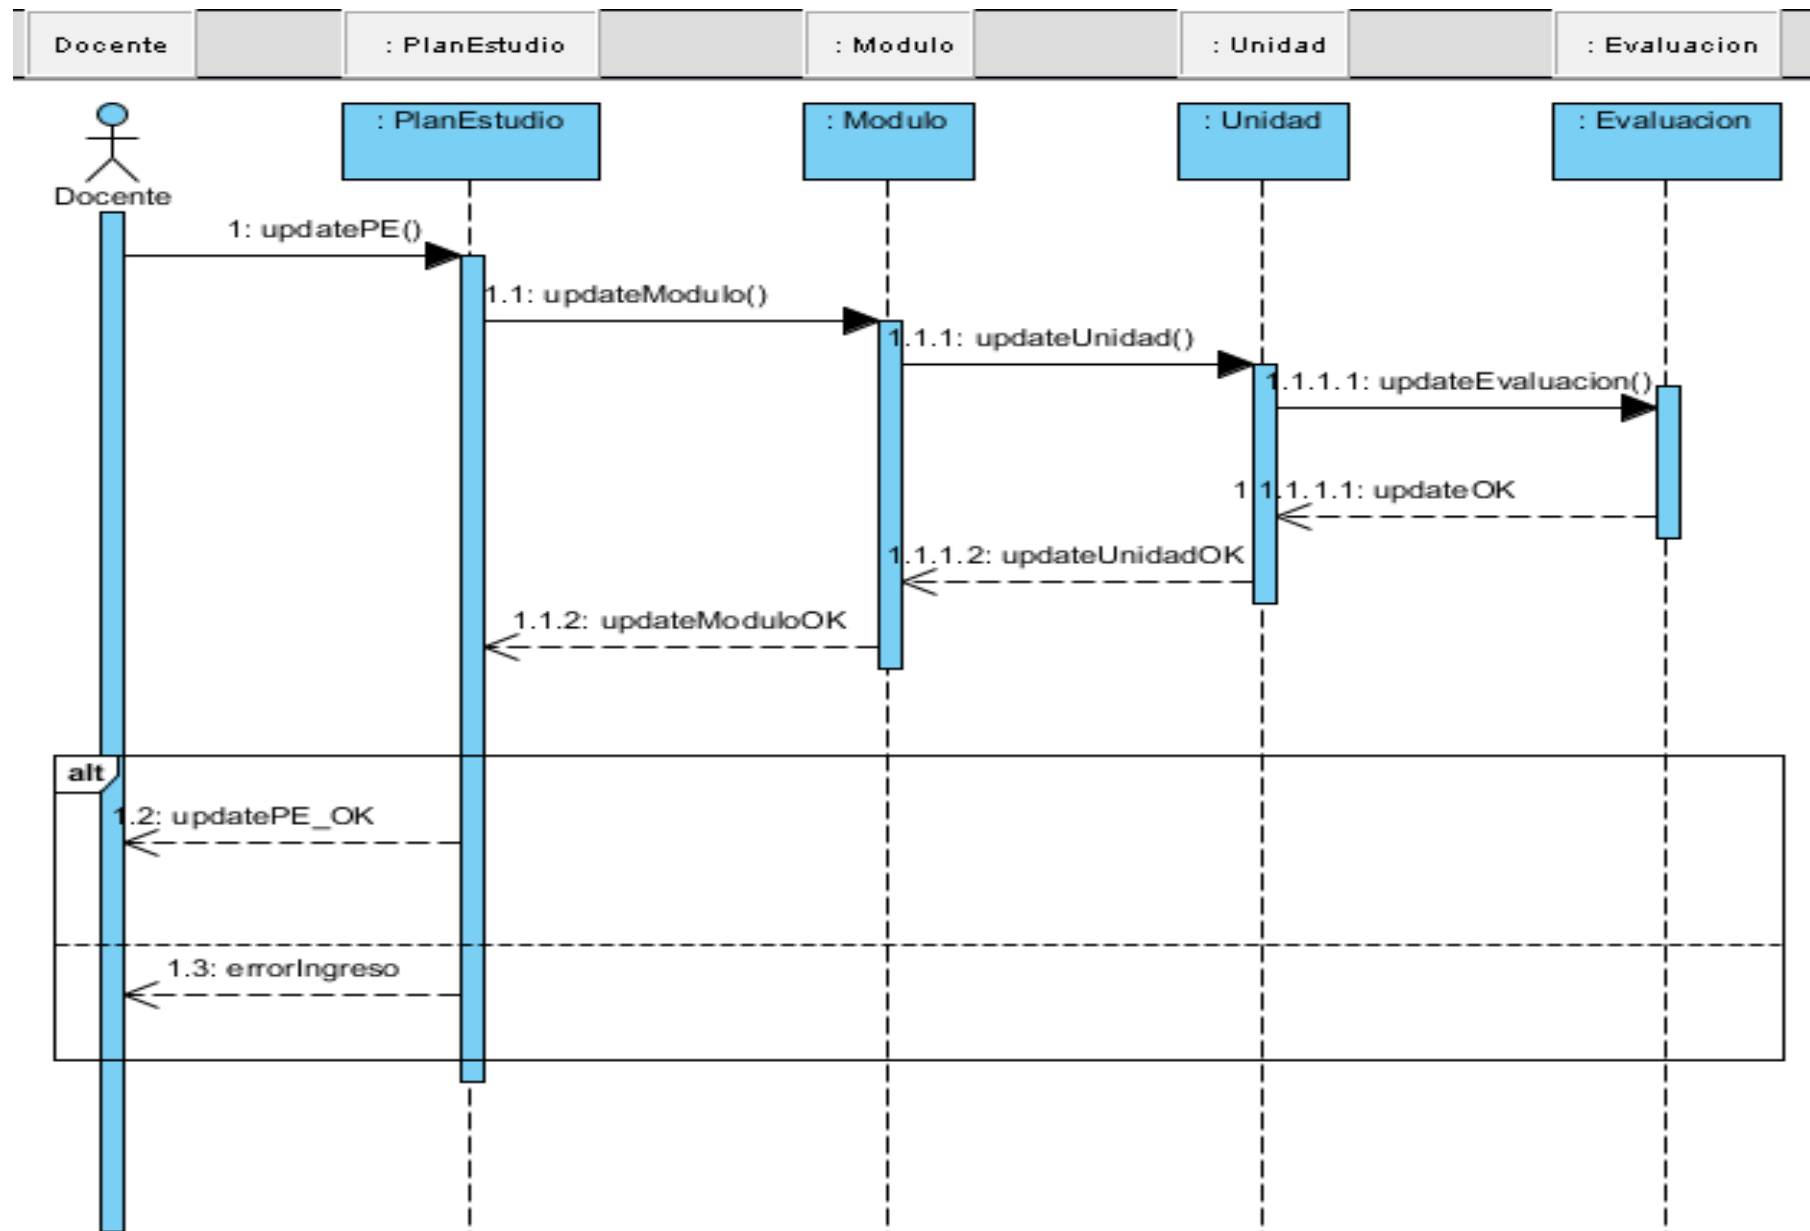 Docente
: PlanEstudio
: Modulo
: Unidad
: Evaluacion
: PlanEstudio
: Modulo
: Unidad
: Evaluacion
Docente
1: updatePE()
1.1: updateModulo()
1.1.1: updateUnidad()
1.1.1.1: updateEvaluacion()
1.1.1.1.1: updateOK
1.1.1.2: updateUnidadOK
1.1.2: updateModuloOK
alt
1.2: updatePE_OK
1.3: errorIngreso